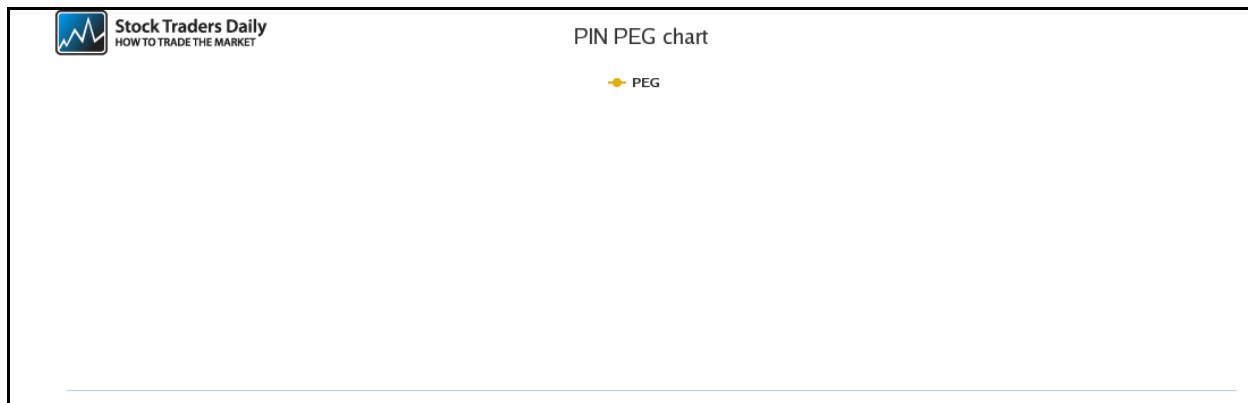 Stock Traders Daily
HOW TO TRADE THE MARKET
PIN PEG chart
PEG